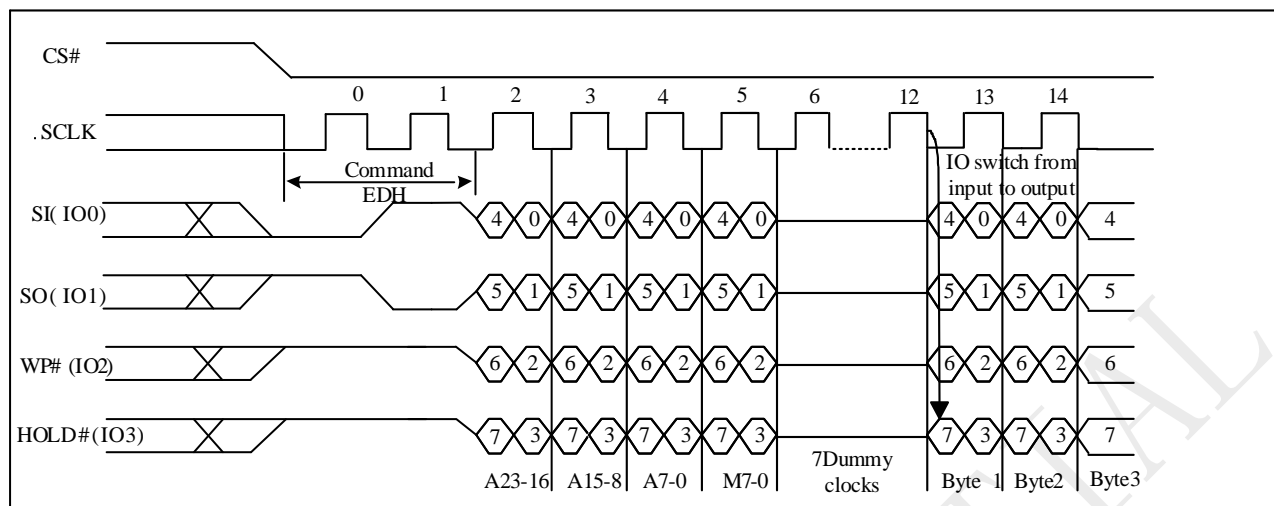 CS#
0 1 2 3 4 5 6 12 13 14
.SCLK
Command
EDH
IO switch from
input to output
SI( IO0)
4 0 4 0 4 0 4 0 4 0 4 0 4
SO( IO1)
5 1 5 1 5 1 5 1 5 1 5 1 5
WP# (IO2)
6 2 6 2 6 2 6 2 6 2 6 2 6
HOLD#(IO3)
7 3 7 3 7 3 7 3 7 3 7 3 7
A23-16 A15-8 A7-0 M7-0 7Dummy clocks Byte 1 Byte2 Byte3